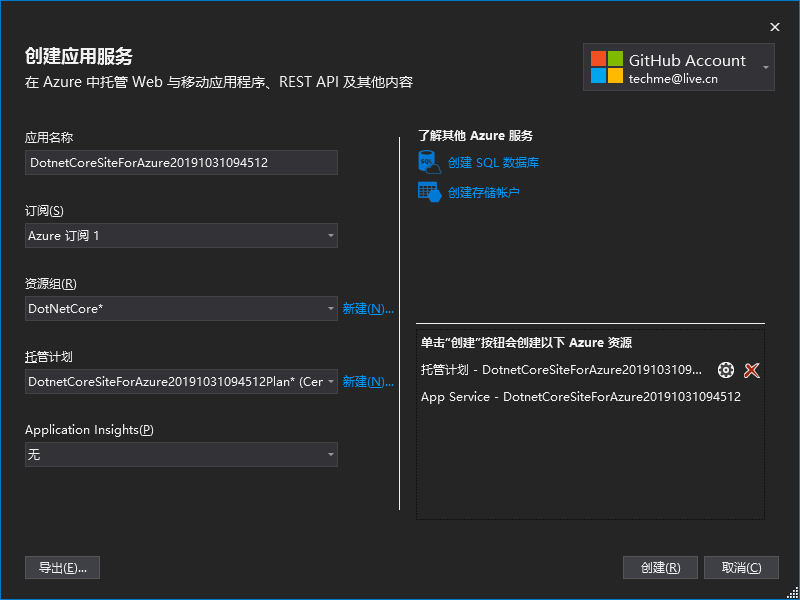 创建应用服务
在 Azure 中托管 Web 与移动应用程序、REST API 及其他内容
GitHub Account
techme@live.cn
应用名称
DotnetCoreSiteForAzure20191031094512
订阅(S)
Azure 订阅 1
资源组(R)
DotNetCore*
新建(N)...
托管计划
DotnetCoreSiteForAzure20191031094512Plan* (Cer
新建(N)...
Application Insights(P)
无
了解其他 Azure 服务
SQL
创建 SQL 数据库
创建存储帐户
单击“创建”按钮会创建以下 Azure 资源
托管计划 - DotnetCoreSiteForAzure2019103109...
App Service - DotnetCoreSiteForAzure20191031094512
导出(E)...
创建(R)
取消(C)